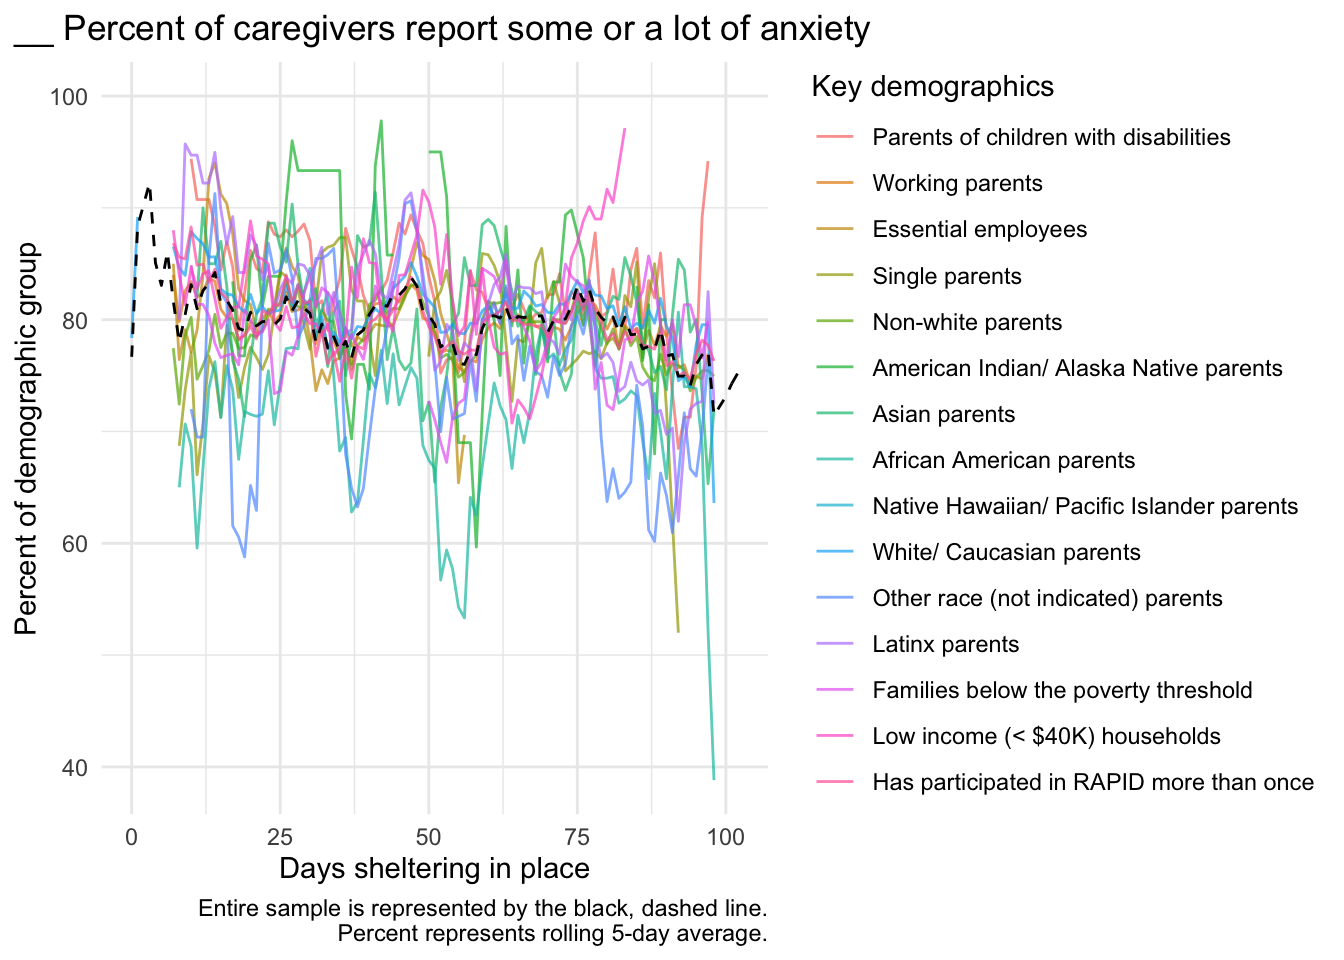 __ Percent of caregivers report some or a lot of anxiety
Percent of demographic group
100
80
60
40
0
25
50
75
100
Days sheltering in place
Entire sample is represented by the black, dashed line.
Percent represents rolling 5-day average.
Key demographics
Parents of children with disabilities
Working parents
Essential employees
Single parents
Non-white parents
American Indian/ Alaska Native parents
Asian parents
African American parents
Native Hawaiian/ Pacific Islander parents
White/ Caucasian parents
Other race (not indicated) parents
Latinx parents
Families below the poverty threshold
Low income (< $40K) households
Has participated in RAPID more than once